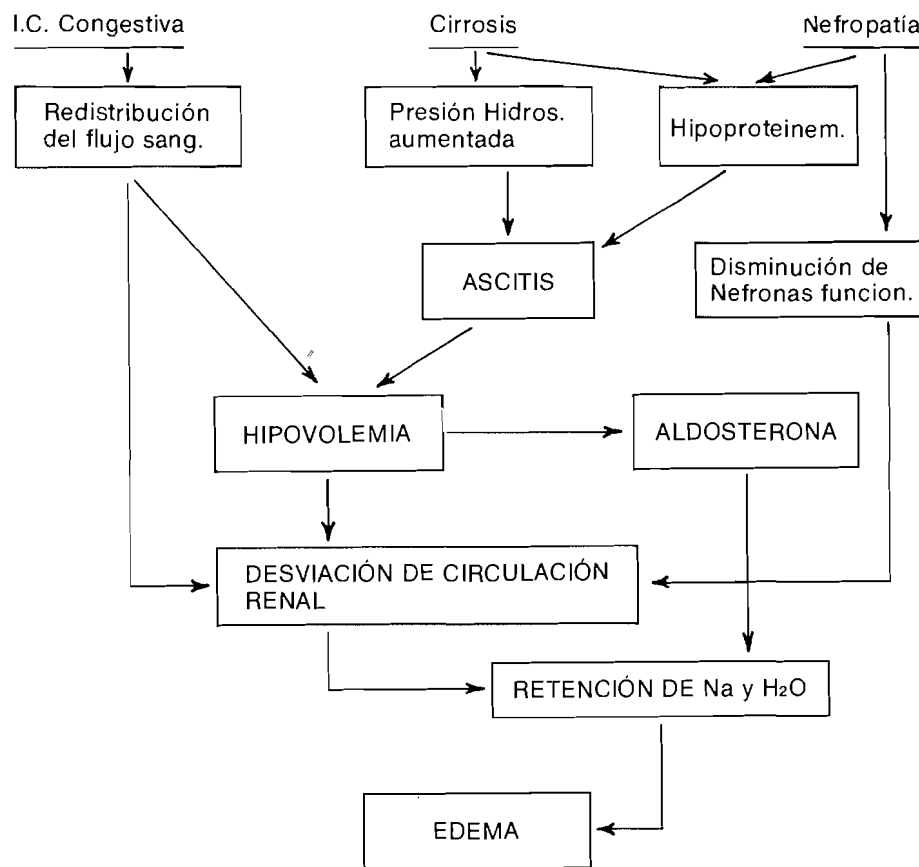 I.C. Congestiva
Cirrosis
Nefropatía
Redistribución
del flujo sang.
Presión Hidros.
aumentada
Hipoproteinem.
ASCITIS
Disminución de
Nefronas funcion.
HIPOVOLEMIA
ALDOSTERONA
DESVIACIÓN DE CIRCULACIÓN
RENAL
RETENCIÓN DE Na y H₂O
EDEMA